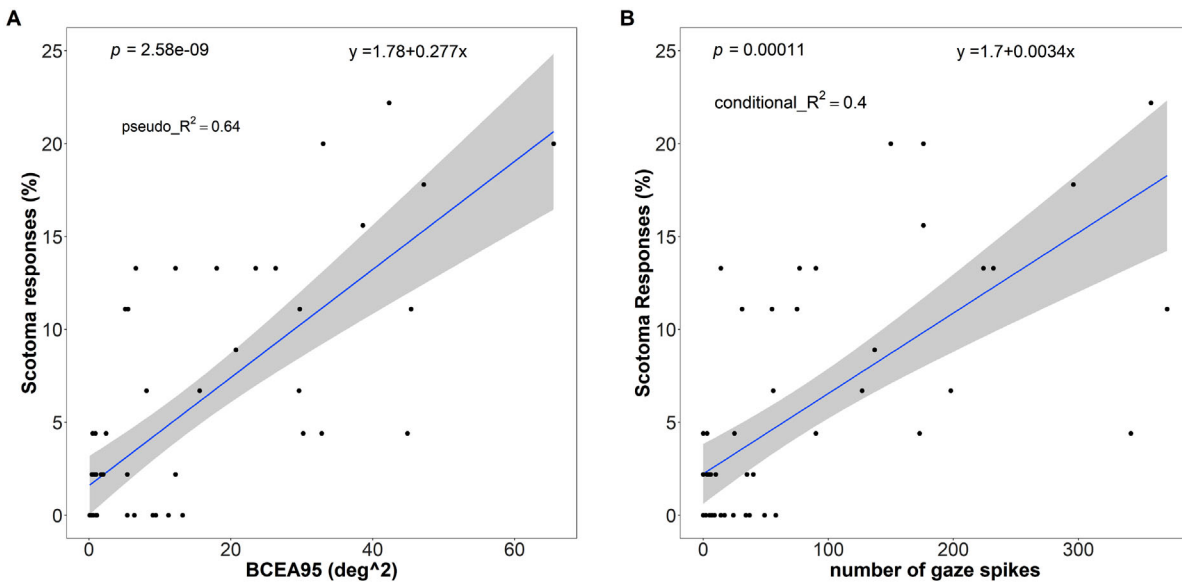 A
p = 2.58e-09
y=1.78+0.277x
pseudo_R² = 0.64
Scotoma responses (%)
25
20
15
10
5
0
0
20
40
60
BCEA95 (deg^2)
B
p = 0.00011
y=1.7+0.0034x
conditional_R² = 0.4
Scotoma Responses (%)
25
20
15
10
5
0
0
100
200
300
number of gaze spikes